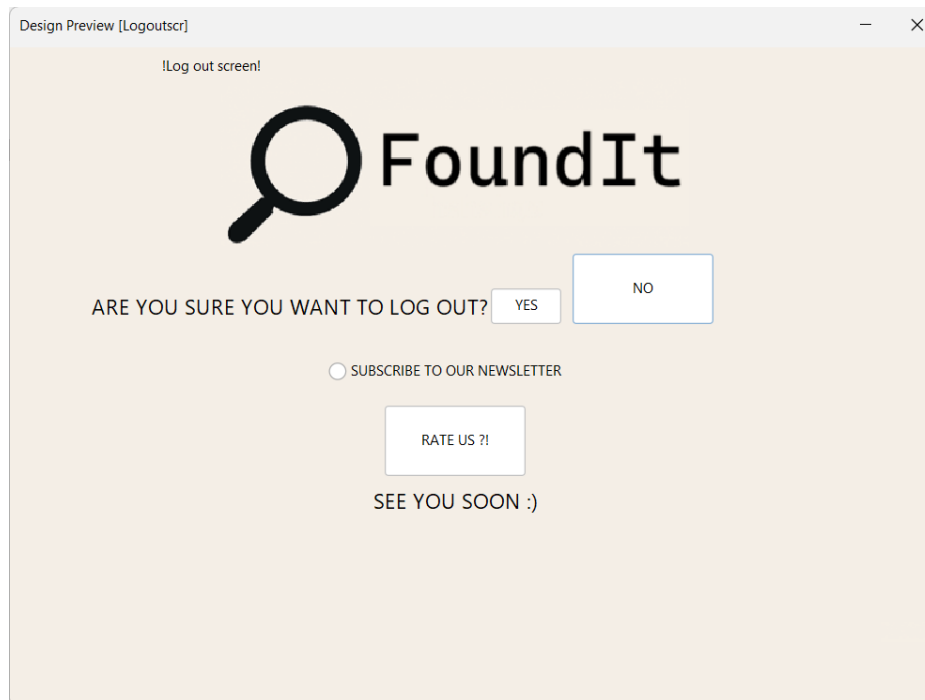 Design Preview [Logoutscr]
!Log out screen!
FoundIt
ARE YOU SURE YOU WANT TO LOG OUT? YES NO
SUBSCRIBE TO OUR NEWSLETTER
RATE US ?!
SEE YOU SOON :)